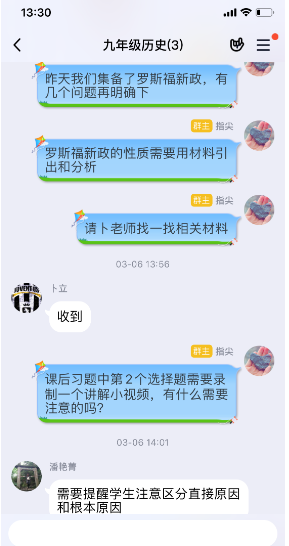 13:30
九年级历史(3)
昨天我们集备了罗斯福新政，有
几个问题再明确下
群主 指尖
罗斯福新政的性质需要用材料引
出和分析
群主 指尖
请卜老师找一找相关材料
03-06 13:56
卜立
收到
群主 指尖
课后习题中第2个选择题需要录
制一个讲解小视频，有什么需要
注意的吗?
03-06 14:01
潘艳菁
需要提醒学生注意区分直接原因
和根本原因